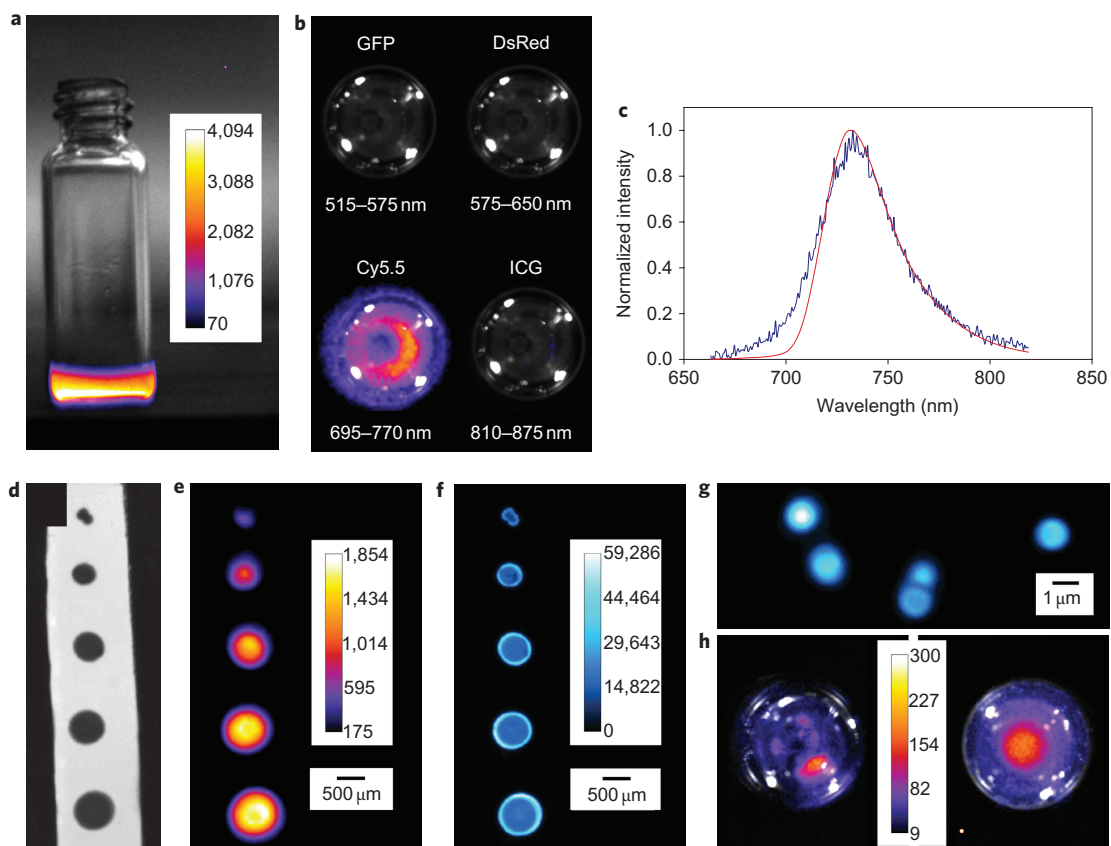 a
4,094
3,088
2,082
1,076
70
b
GFP
DsRed
515–575 nm
575–650 nm
Cy5.5
ICG
695–770 nm
810–875 nm
c
Normalized intensity
1.0
0.8
0.6
0.4
0.2
0.0
650
700
750
800
850
Wavelength (nm)
d
e
1,854
1,434
1,014
595
175
500 μm
f
59,286
44,464
29,643
14,822
0
500 μm
g
1 μm
h
300
227
154
82
9